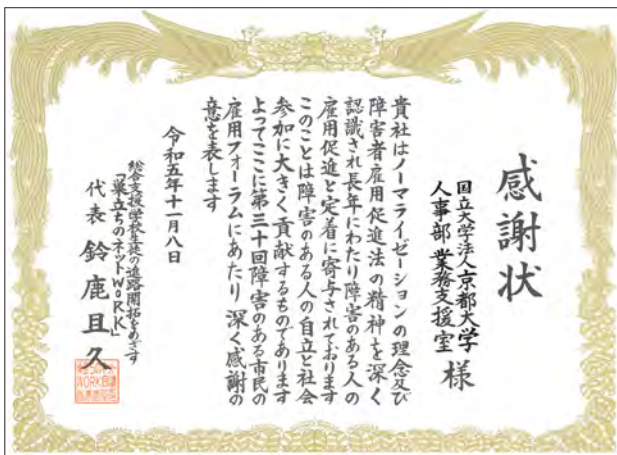 感謝状
国立大学法人京都大学
人事部業務支援室 様
貴社はノーマライゼーションの理念及び
障害者雇用促進法の精神を深く
認識され長年にわたり障害のある人の
雇用促進と定着に寄与されております
このことは障害のある人の自立と社会
参加に大きく貢献するものであります
よってここに第三十回障害のある市民の
雇用フォーラムにあたり深く感謝の
意を表します
令和五年十一月八日
総合支援学校生徒の進路開拓をめざす
「巣立ちのネットWORK」
代表 鈴鹿且久